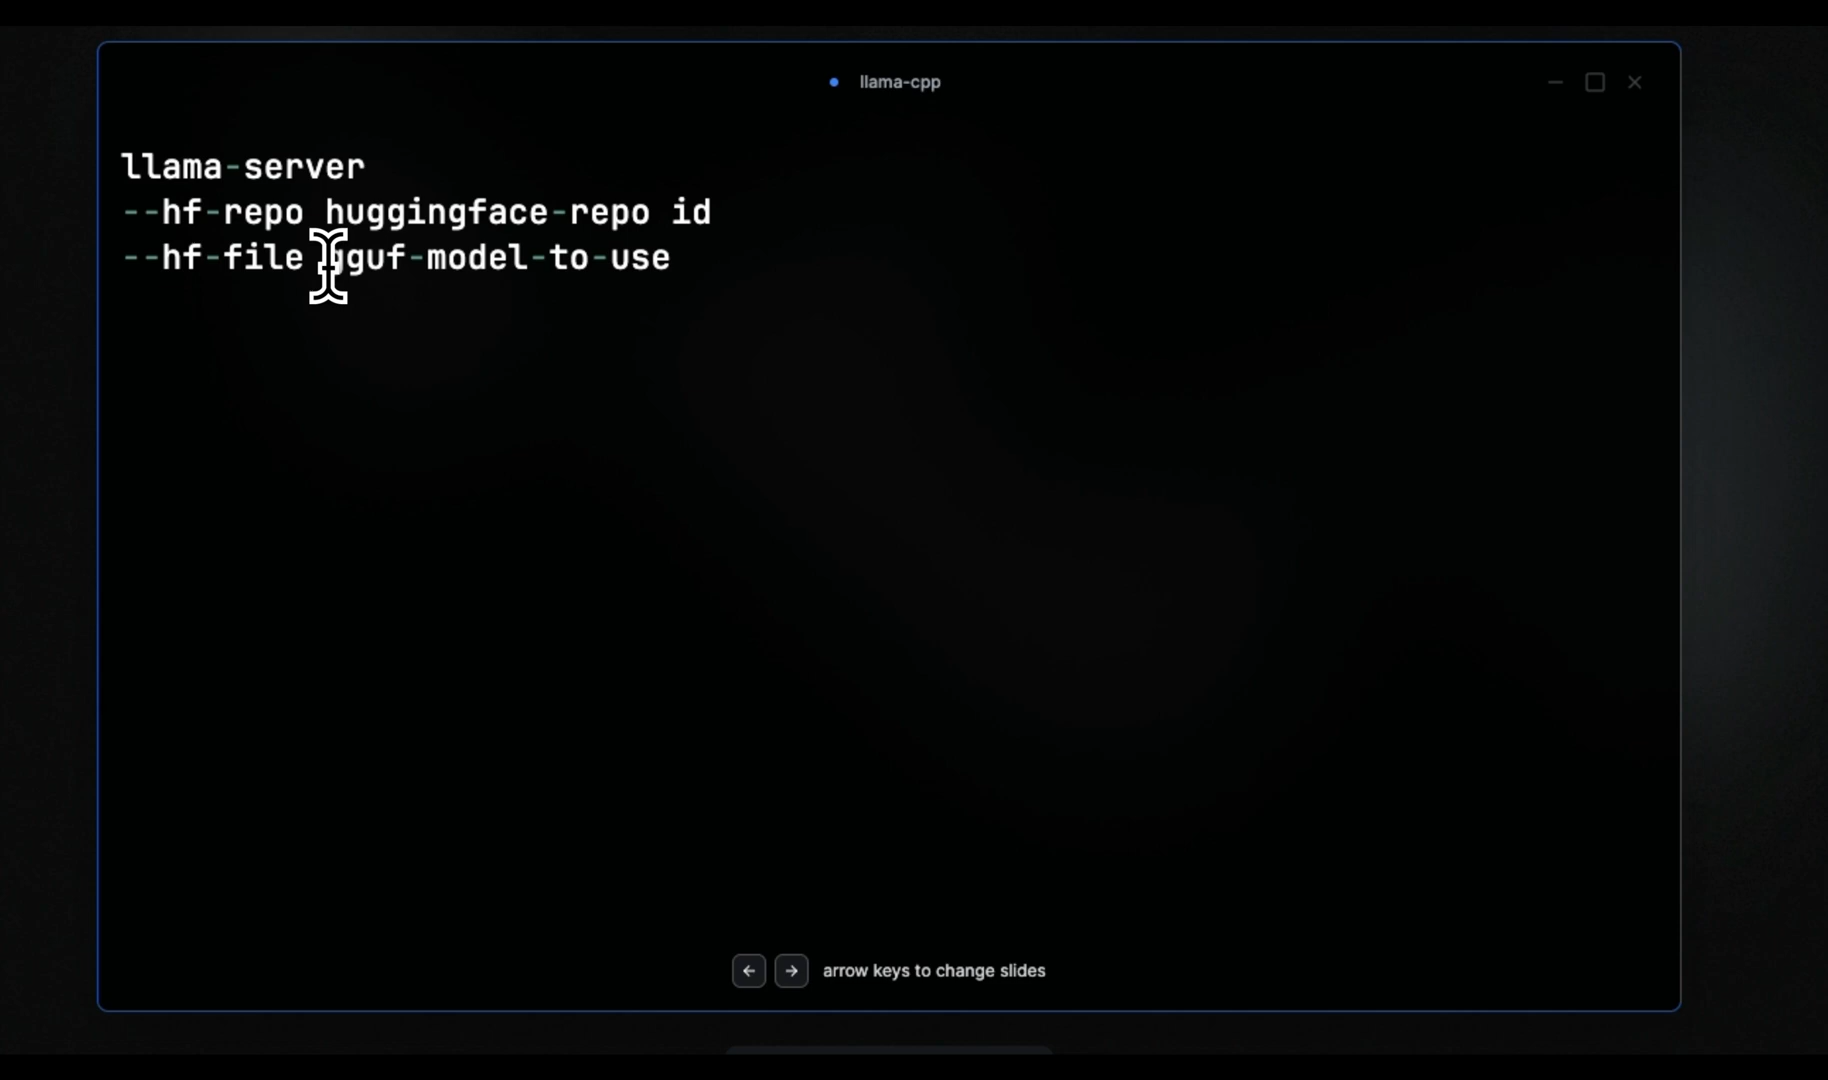 llama-cpp
llama-server
--hf-repo huggingface-repo id
--hf-file gguf-model-to-use
arrow keys to change slides